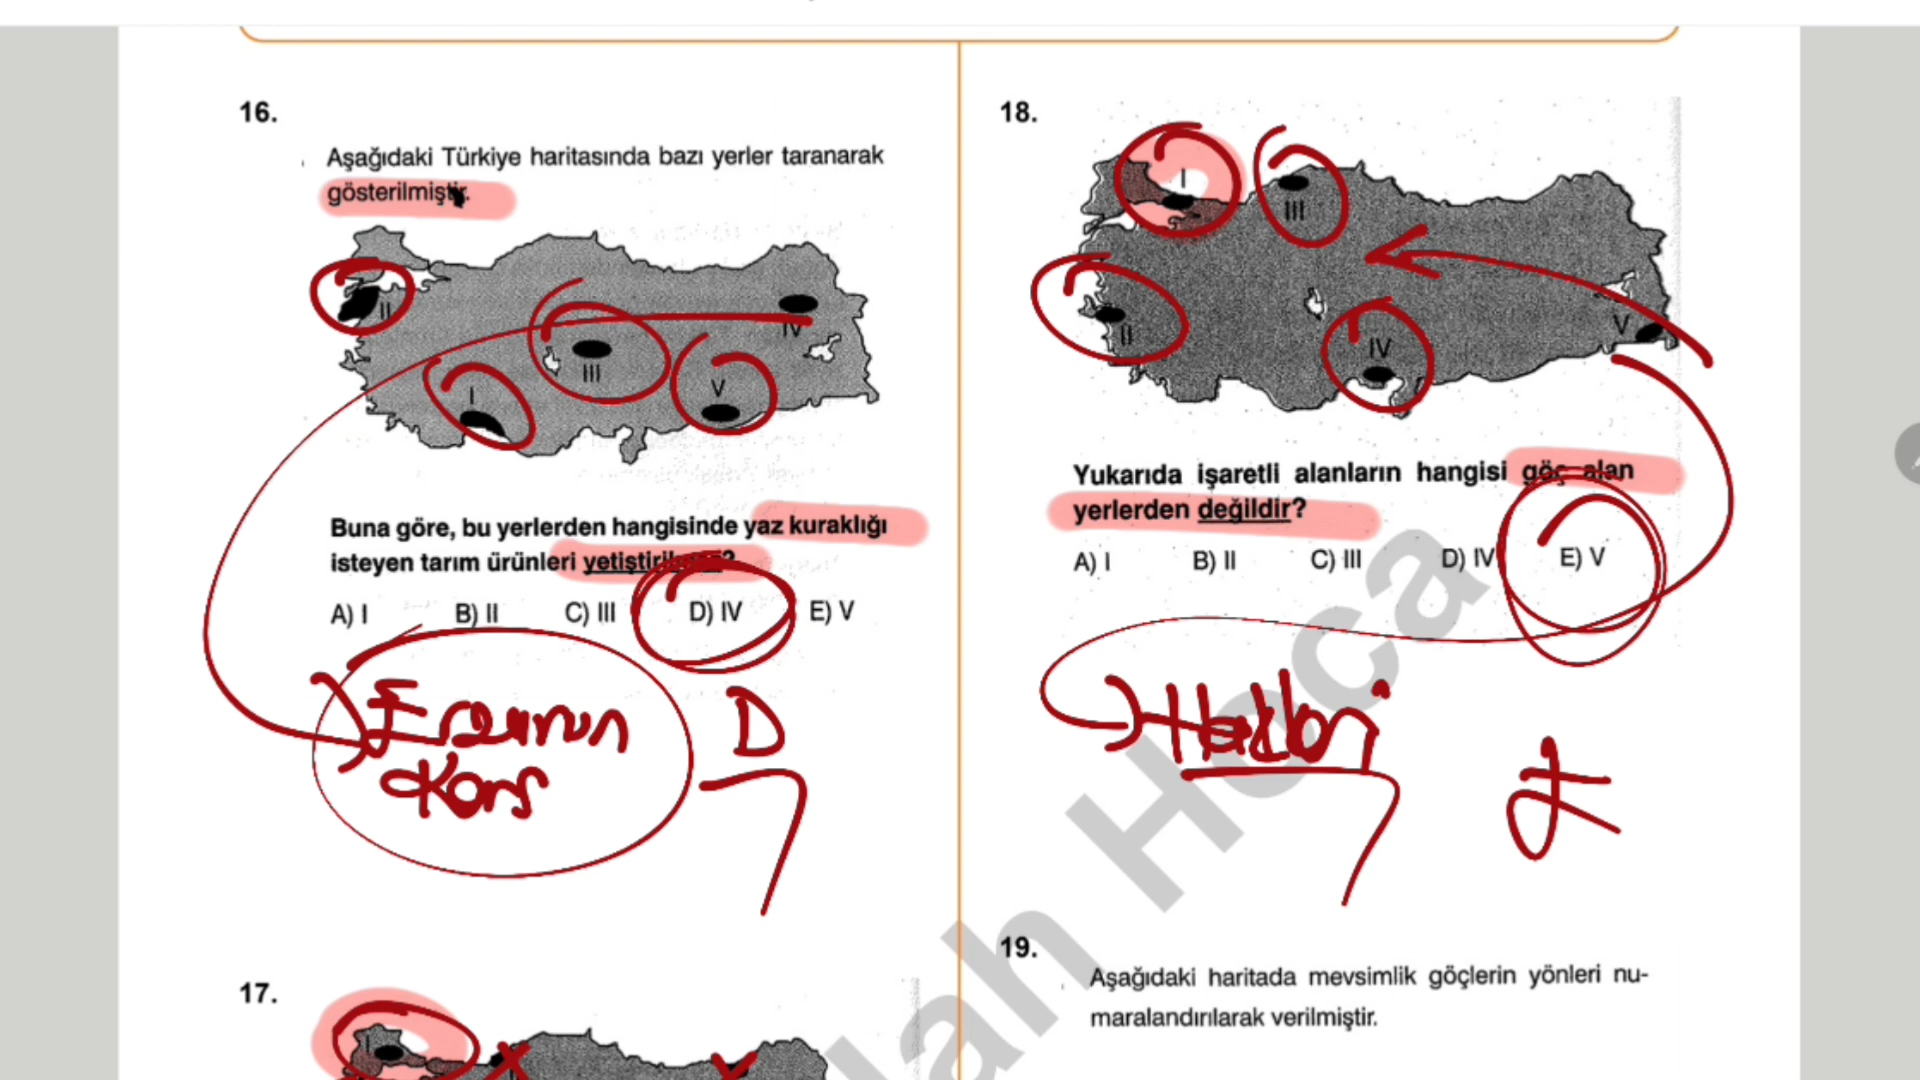 16.
Aşağıdaki Türkiye haritasında bazı yerler taranarak
gösterilmiştir.
II
IV
III
I
V
Buna göre, bu yerlerden hangisinde yaz kuraklığı
isteyen tarım ürünleri
A) I B) II C) III D) IV E) V
Erzurum
Kars
D
17.
I
18.
I
III
II
IV
V
Yukarıda işaretli alanların hangisi göç alan
yerlerden değildir?
A) I B) II C) III D) IV E) V
Hakkari
Hoca
19.
Aşağıdaki haritada mevsimlik göçlerin yönleri nu-
maralandırılarak verilmiştir.